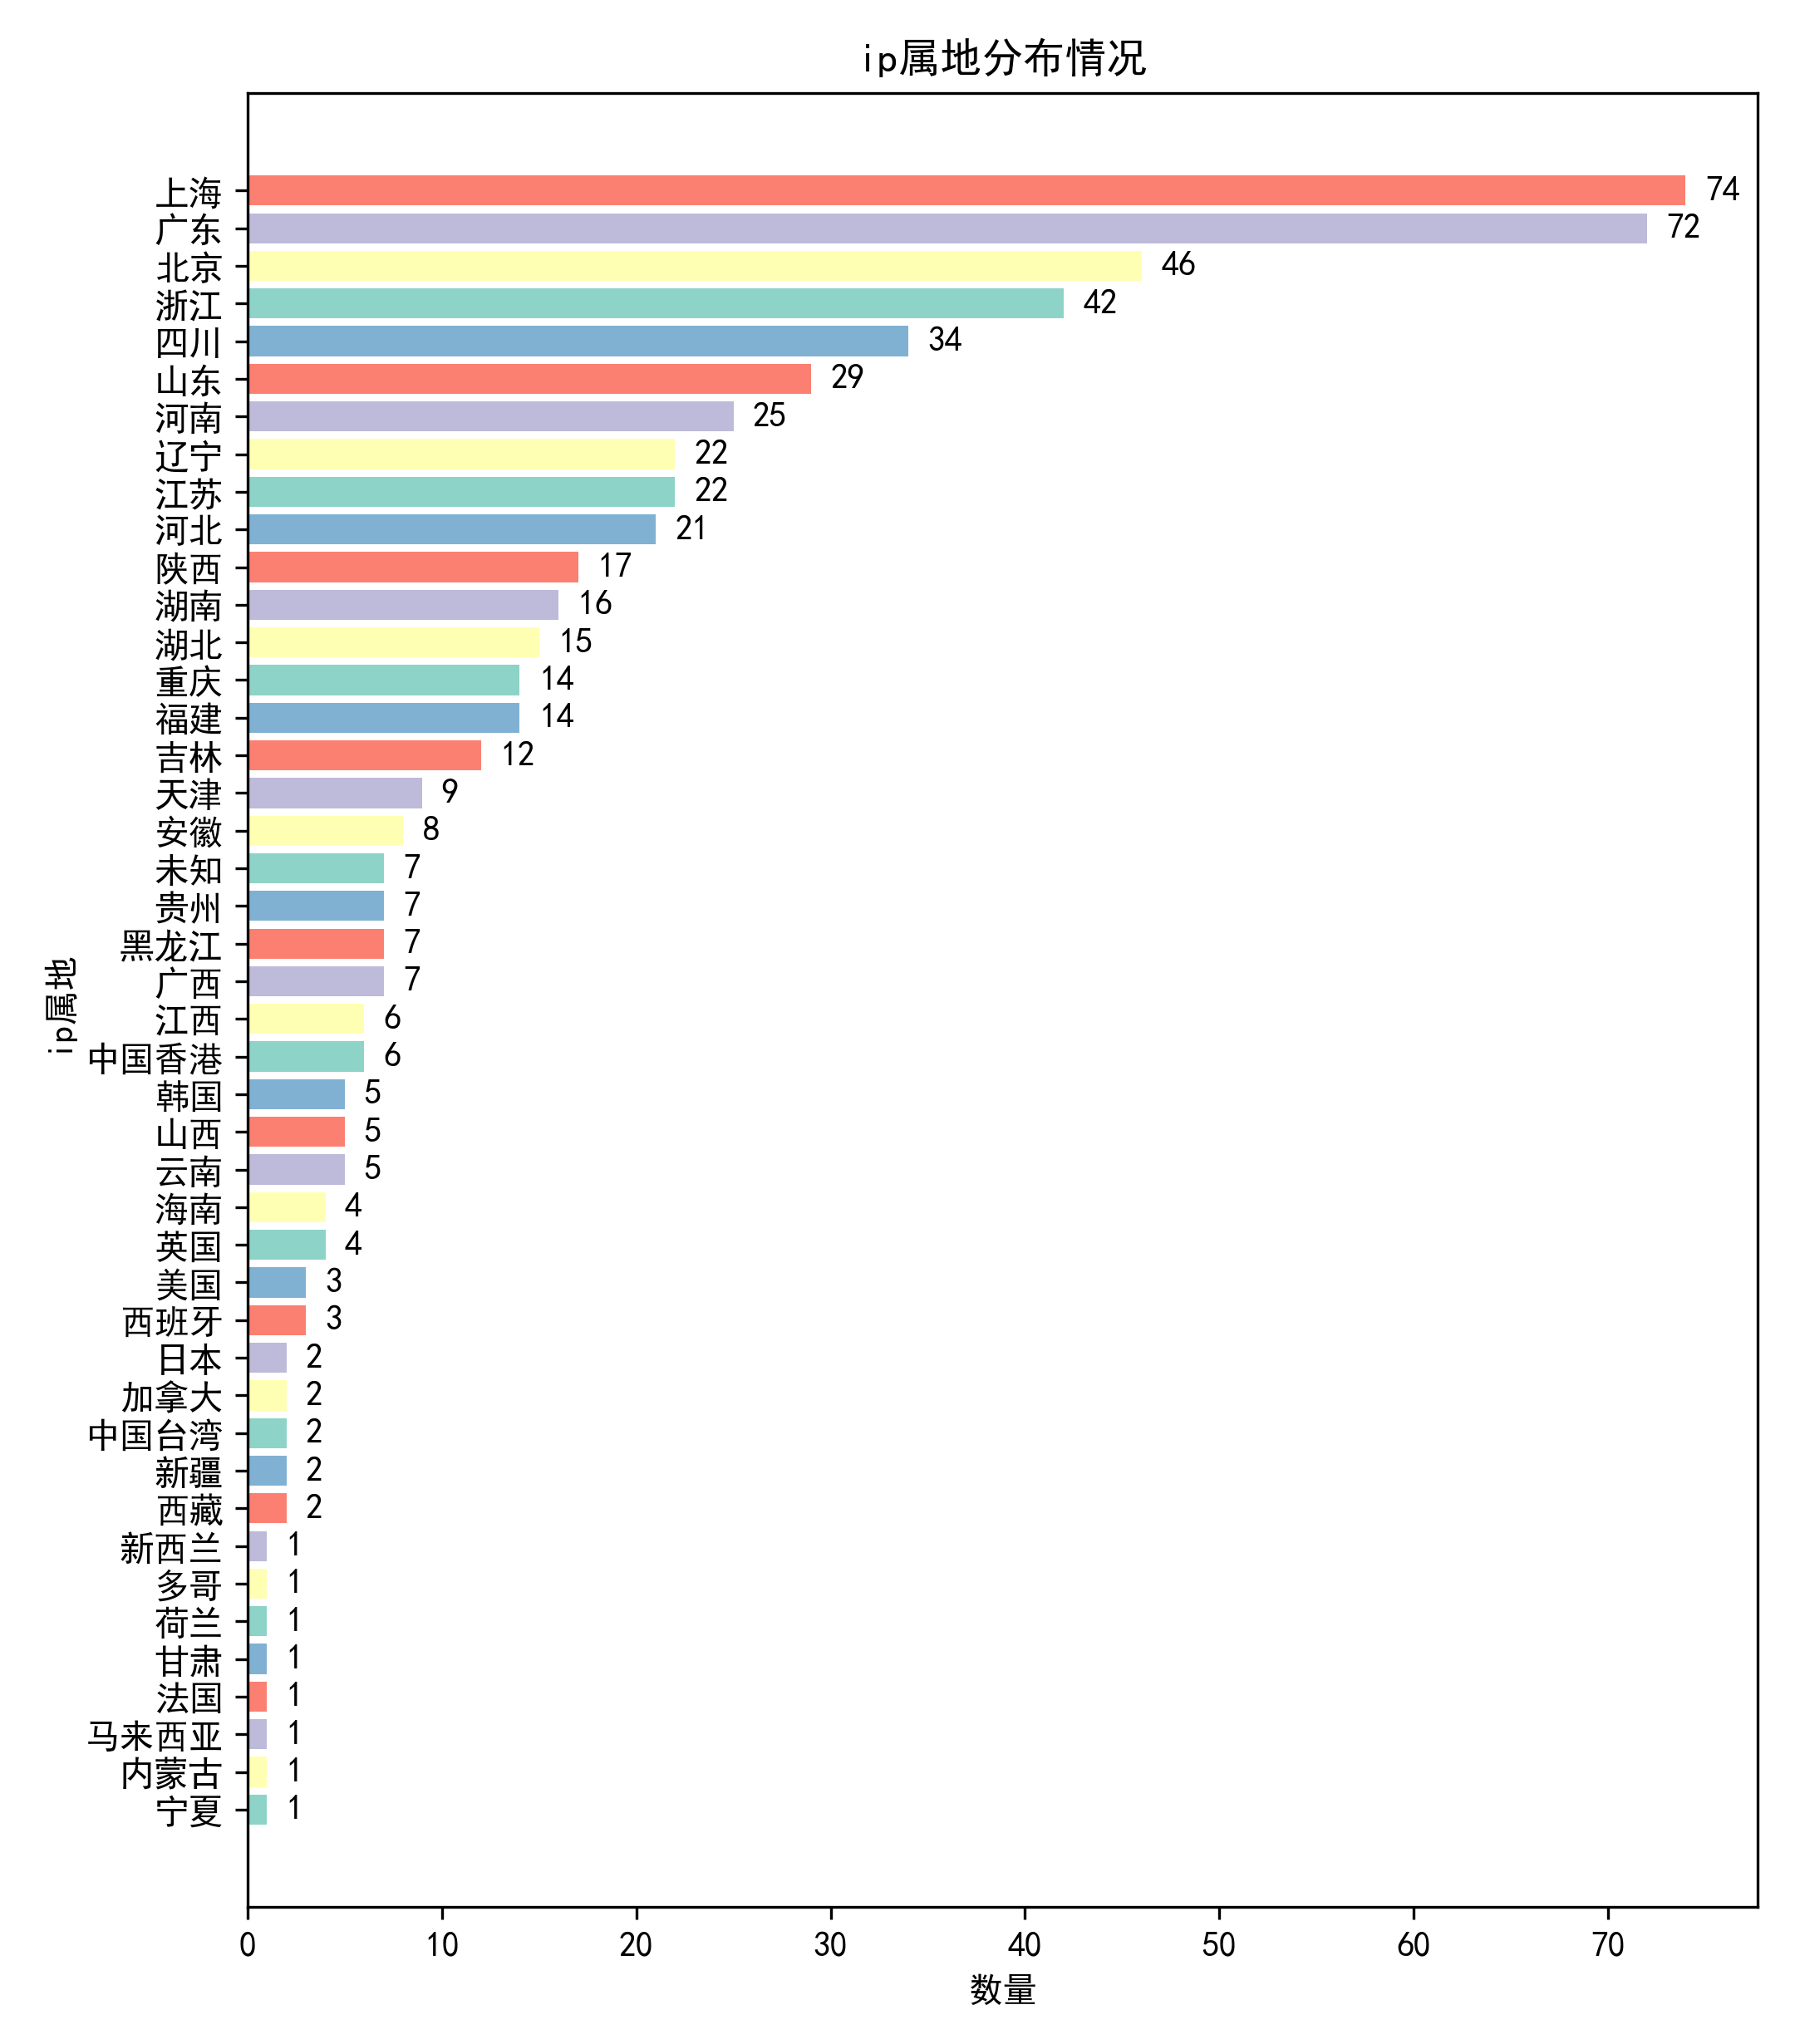 ip属地分布情况
上海 74
广东 72
北京 46
浙江 42
四川 34
山东 29
河南 25
辽宁 22
江苏 22
河北 21
陕西 17
湖南 16
湖北 15
重庆 14
福建 14
吉林 12
天津 9
安徽 8
未知 7
贵州 7
黑龙江 7
广西 7
江西 6
中国香港 6
韩国 5
山西 5
云南 5
海南 4
英国 4
美国 3
西班牙 3
日本 2
加拿大 2
中国台湾 2
新疆 2
西藏 2
新西兰 1
多哥 1
荷兰 1
甘肃 1
法国 1
马来西亚 1
内蒙古 1
宁夏 1
ip属地
0 10 20 30 40 50 60 70
数量